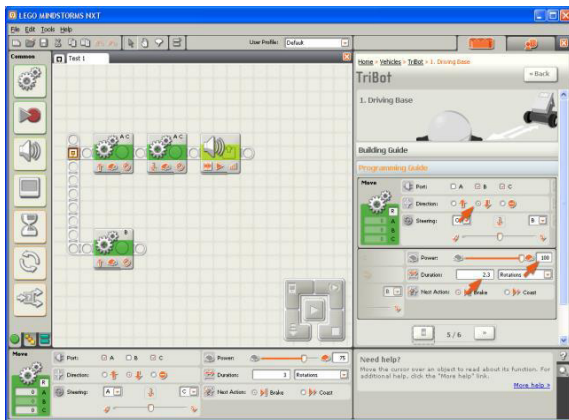 LEGO MINDSTORMS NXT
File Edit Tools Help
User Profile: Default
Common
Test 1
A C
A C
B
Home > Vehicles > TriBot > 1. Driving Base
TriBot
< Back
1. Driving Base
Building Guide
Programming Guide
Move
Port: A B C
Direction:
Steering: B
R
A
B
C
Power: 100
Duration: 2.3 Rotations
Next Action: Brake Coast
5 / 6
Move
Port: A B C
Direction:
Steering: A C
R
0 A
0 B
0 C
Power: 75
Duration: 3 Rotations
Next Action: Brake Coast
Need help?
Move the cursor over an object to read about its function. For
additional help, click the "More help" link.
More help »